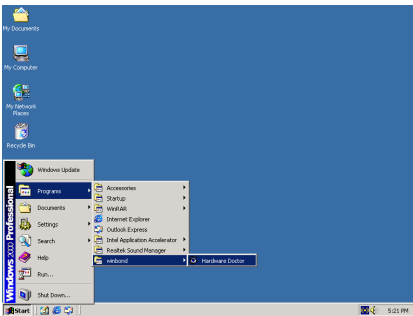 My Documents
My Computer
My Network
Places
Recycle Bin
Windows 2000 Professional
Windows Update
Programs
Documents
Settings
Search
Help
Run...
Shut Down...
Accessories
Startup
WinRAR
Internet Explorer
Outlook Express
Intel Application Accelerator
Realtek Sound Manager
winbond
Hardware Doctor
Start
5:21 PM